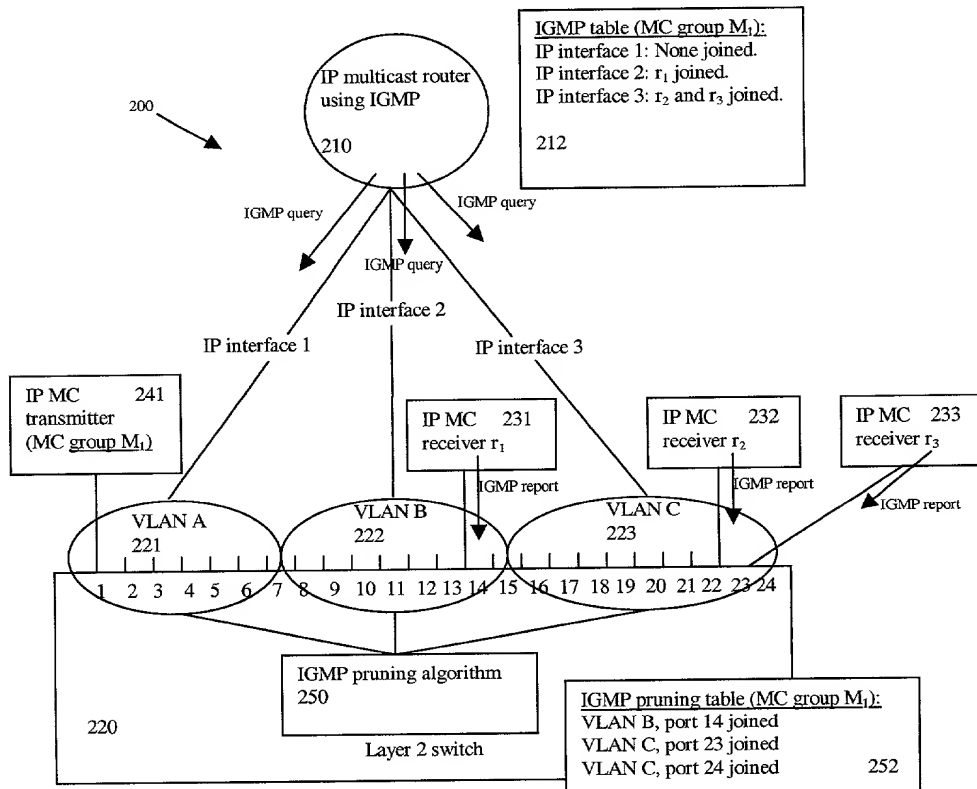 200
IP multicast router
using IGMP
210
IGMP table (MC group M₁):
IP interface 1: None joined.
IP interface 2: r₁ joined.
IP interface 3: r₂ and r₃ joined.
212
IGMP query
IGMP query
IGMP query
IP interface 1
IP interface 2
IP interface 3
IP MC 241
transmitter
(MC group M₁)
IP MC 231
receiver r₁
IP MC 232
receiver r₂
IP MC 233
receiver r₃
IGMP report
IGMP report
IGMP report
VLAN A
221
VLAN B
222
VLAN C
223
1 2 3 4 5 6 7 8 9 10 11 12 13 14 15 16 17 18 19 20 21 22 23 24
IGMP pruning algorithm
250
220
Layer 2 switch
IGMP pruning table (MC group M₁):
VLAN B, port 14 joined
VLAN C, port 23 joined
VLAN C, port 24 joined 252